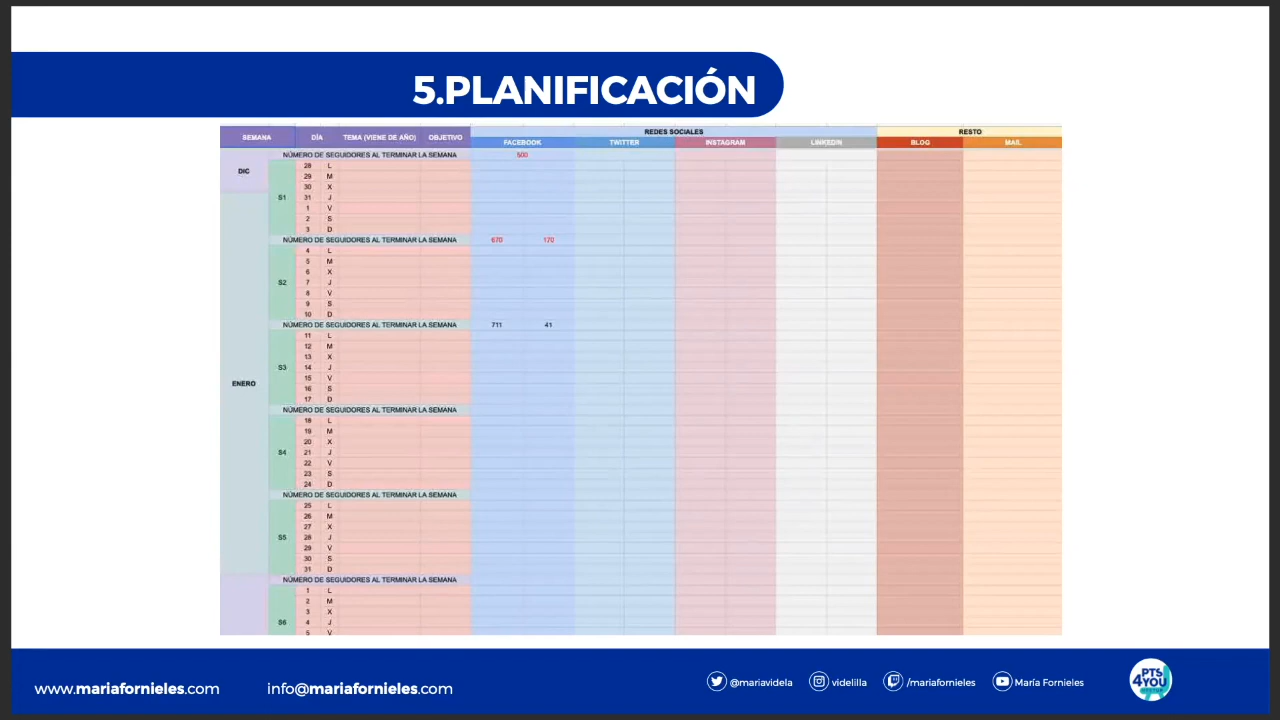 5.PLANIFICACIÓN
REDES SOCIALES RESTO
SEMANA DÍA TEMA (VIENE DE AÑO) OBJETIVO
FACEBOOK TWITTER INSTAGRAM LINKEDIN BLOG MAIL
NÚMERO DE SEGUIDORES AL TERMINAR LA SEMANA 500
DIC
S1
28 L
29 M
30 X
31 J
1 V
2 S
3 D
NÚMERO DE SEGUIDORES AL TERMINAR LA SEMANA 670 170
ENERO
S2
4 L
5 M
6 X
7 J
8 V
9 S
10 D
NÚMERO DE SEGUIDORES AL TERMINAR LA SEMANA 711 41
S3
11 L
12 M
13 X
14 J
15 V
16 S
17 D
NÚMERO DE SEGUIDORES AL TERMINAR LA SEMANA
S4
18 L
19 M
20 X
21 J
22 V
23 S
24 D
NÚMERO DE SEGUIDORES AL TERMINAR LA SEMANA
S5
25 L
26 M
27 X
28 J
29 V
30 S
31 D
NÚMERO DE SEGUIDORES AL TERMINAR LA SEMANA
S6
1 L
2 M
3 X
4 J
5 V
www.mariafornieles.com info@mariafornieles.com @mariavidela videlilla /mariafornieles María Fornieles
PTS
4YOU